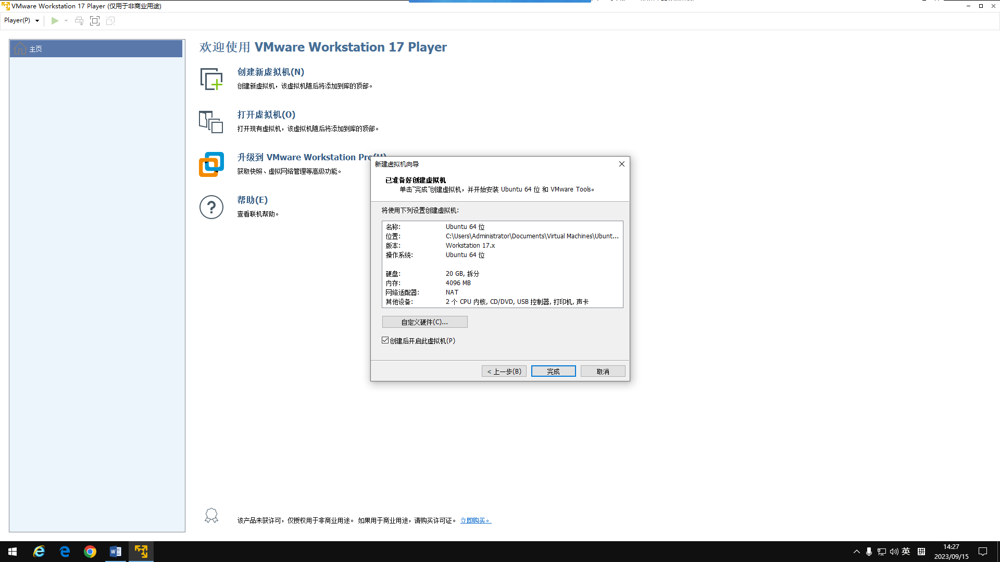 VMware Workstation 17 Player (仅用于非商业用途)
Player(P)
主页
欢迎使用 VMware Workstation 17 Player
创建新虚拟机(N)
创建新虚拟机，该虚拟机随后将添加到库的顶部。
打开虚拟机(O)
打开现有虚拟机，该虚拟机随后将添加到库的顶部。
升级到 VMware Workstation Pro(U)
获取快照、虚拟网络管理等高级功能。
帮助(E)
查看联机帮助。
新建虚拟机向导
已准备好创建虚拟机
单击“完成”创建虚拟机，并开始安装 Ubuntu 64 位 和 VMware Tools。
将使用下列设置创建虚拟机:
名称: Ubuntu 64 位
位置: C:\Users\Administrator\Documents\Virtual Machines\Ubunt...
版本: Workstation 17.x
操作系统: Ubuntu 64 位
硬盘: 20 GB, 拆分
内存: 4096 MB
网络适配器: NAT
其他设备: 2 个 CPU 内核, CD/DVD, USB 控制器, 打印机, 声卡
自定义硬件(C)...
创建后开启此虚拟机(P)
< 上一步(B) 完成 取消
该产品未获许可，仅授权用于非商业用途。 如果用于商业用途，请购买许可证。 立即购买。
英 拼 14:27
2023/09/15